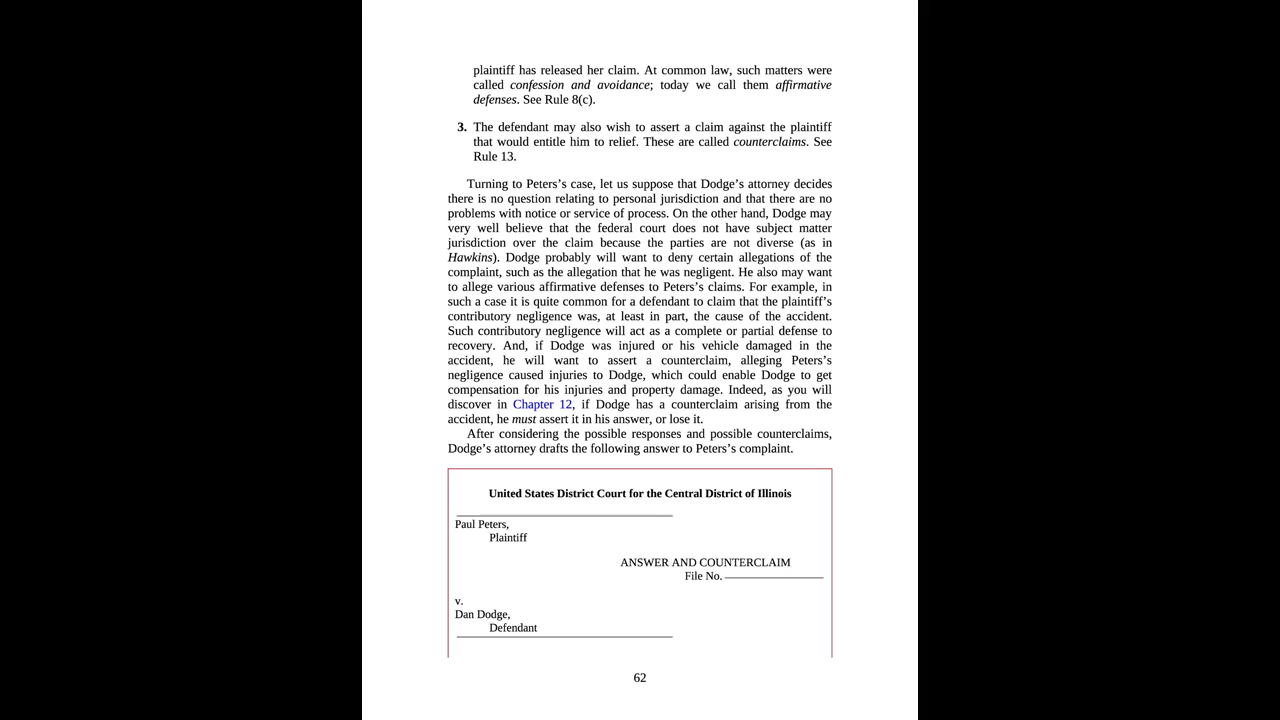 plaintiff has released her claim. At common law, such matters were
called confession and avoidance; today we call them affirmative
defenses. See Rule 8(c).
3. The defendant may also wish to assert a claim against the plaintiff
that would entitle him to relief. These are called counterclaims. See
Rule 13.
Turning to Peters’s case, let us suppose that Dodge’s attorney decides
there is no question relating to personal jurisdiction and that there are no
problems with notice or service of process. On the other hand, Dodge may
very well believe that the federal court does not have subject matter
jurisdiction over the claim because the parties are not diverse (as in
Hawkins). Dodge probably will want to deny certain allegations of the
complaint, such as the allegation that he was negligent. He also may want
to allege various affirmative defenses to Peters’s claims. For example, in
such a case it is quite common for a defendant to claim that the plaintiff’s
contributory negligence was, at least in part, the cause of the accident.
Such contributory negligence will act as a complete or partial defense to
recovery. And, if Dodge was injured or his vehicle damaged in the
accident, he will want to assert a counterclaim, alleging Peters’s
negligence caused injuries to Dodge, which could enable Dodge to get
compensation for his injuries and property damage. Indeed, as you will
discover in Chapter 12, if Dodge has a counterclaim arising from the
accident, he must assert it in his answer, or lose it.
After considering the possible responses and possible counterclaims,
Dodge’s attorney drafts the following answer to Peters’s complaint.
United States District Court for the Central District of Illinois
Paul Peters,
Plaintiff
ANSWER AND COUNTERCLAIM
File No.
v.
Dan Dodge,
Defendant
62